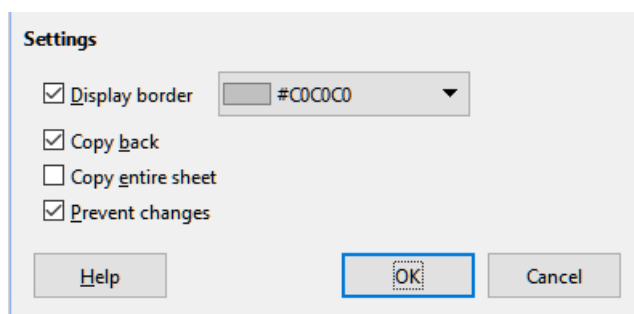 Settings
Display border #C0C0C0
Copy back
Copy entire sheet
Prevent changes
Help OK Cancel